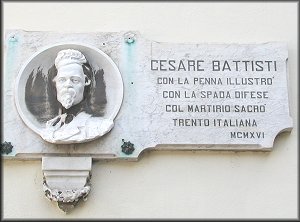 CESARE BATTISTI
CON LA PENNA ILLUSTRÒ
CON LA SPADA DIFESE
COL MARTIRIO SACRÒ
TRENTO ITALIANA
MCMXVI